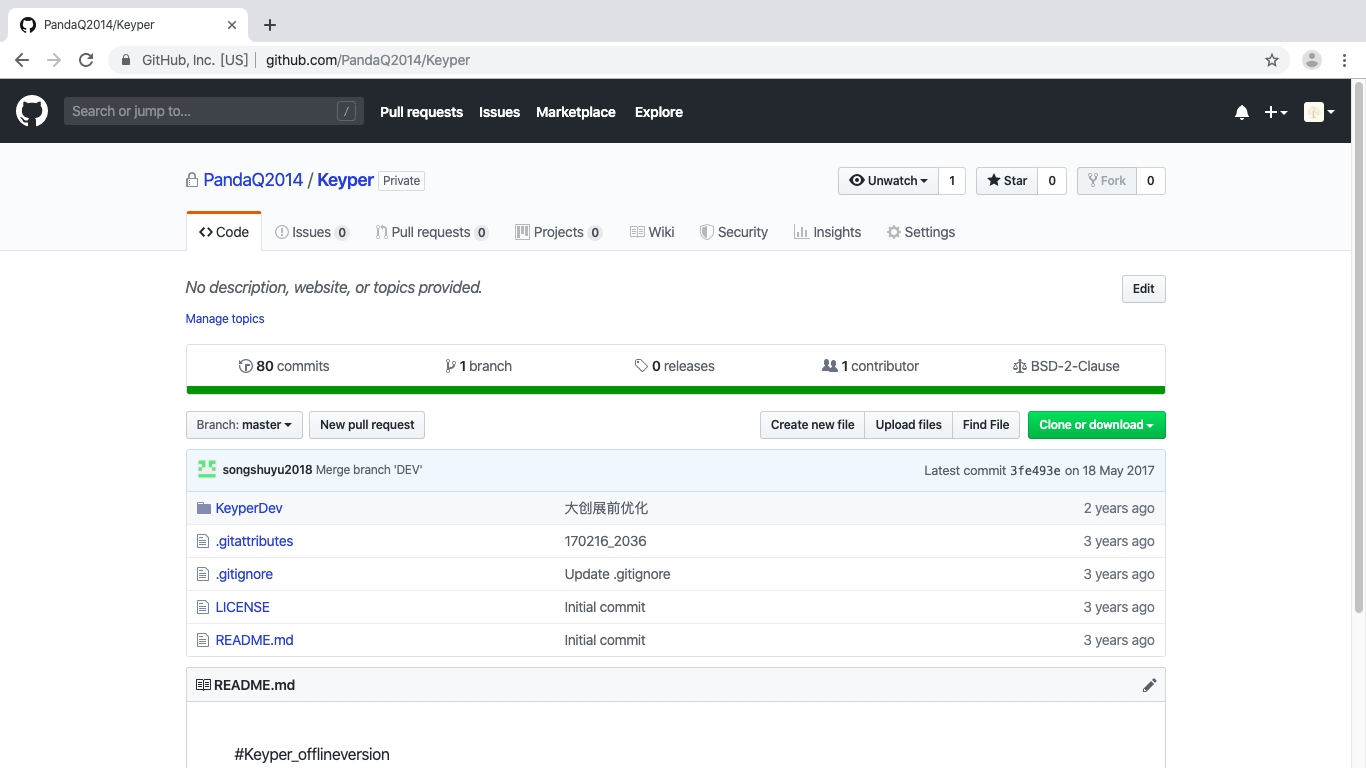 PandaQ2014/Keyper
GitHub, Inc. [US] github.com/PandaQ2014/Keyper
Search or jump to... / Pull requests Issues Marketplace Explore
PandaQ2014 / Keyper Private Unwatch 1 Star 0 Fork 0
Code Issues 0 Pull requests 0 Projects 0 Wiki Security Insights Settings
No description, website, or topics provided. Edit
Manage topics
80 commits 1 branch 0 releases 1 contributor BSD-2-Clause
Branch: master New pull request Create new file Upload files Find File Clone or download
songshuyu2018 Merge branch 'DEV' Latest commit 3fe493e on 18 May 2017
KeyperDev 大创展前优化 2 years ago
.gitattributes 170216_2036 3 years ago
.gitignore Update .gitignore 3 years ago
LICENSE Initial commit 3 years ago
README.md Initial commit 3 years ago
README.md
#Keyper_offlineversion